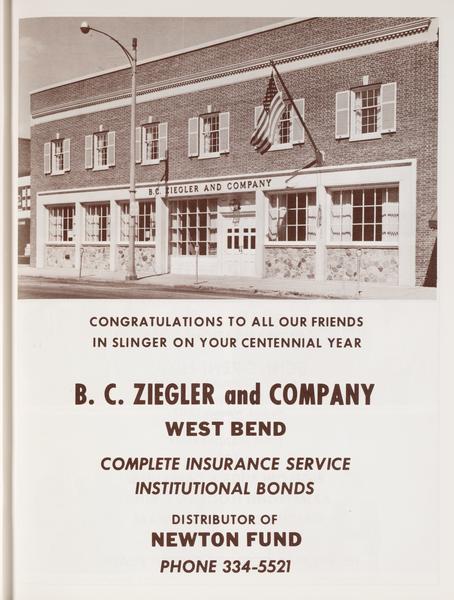 B. C. ZIEGLER AND COMPANY
CONGRATULATIONS TO ALL OUR FRIENDS
IN SLINGER ON YOUR CENTENNIAL YEAR
B. C. ZIEGLER and COMPANY
WEST BEND
COMPLETE INSURANCE SERVICE
INSTITUTIONAL BONDS
DISTRIBUTOR OF
NEWTON FUND
PHONE 334-5521